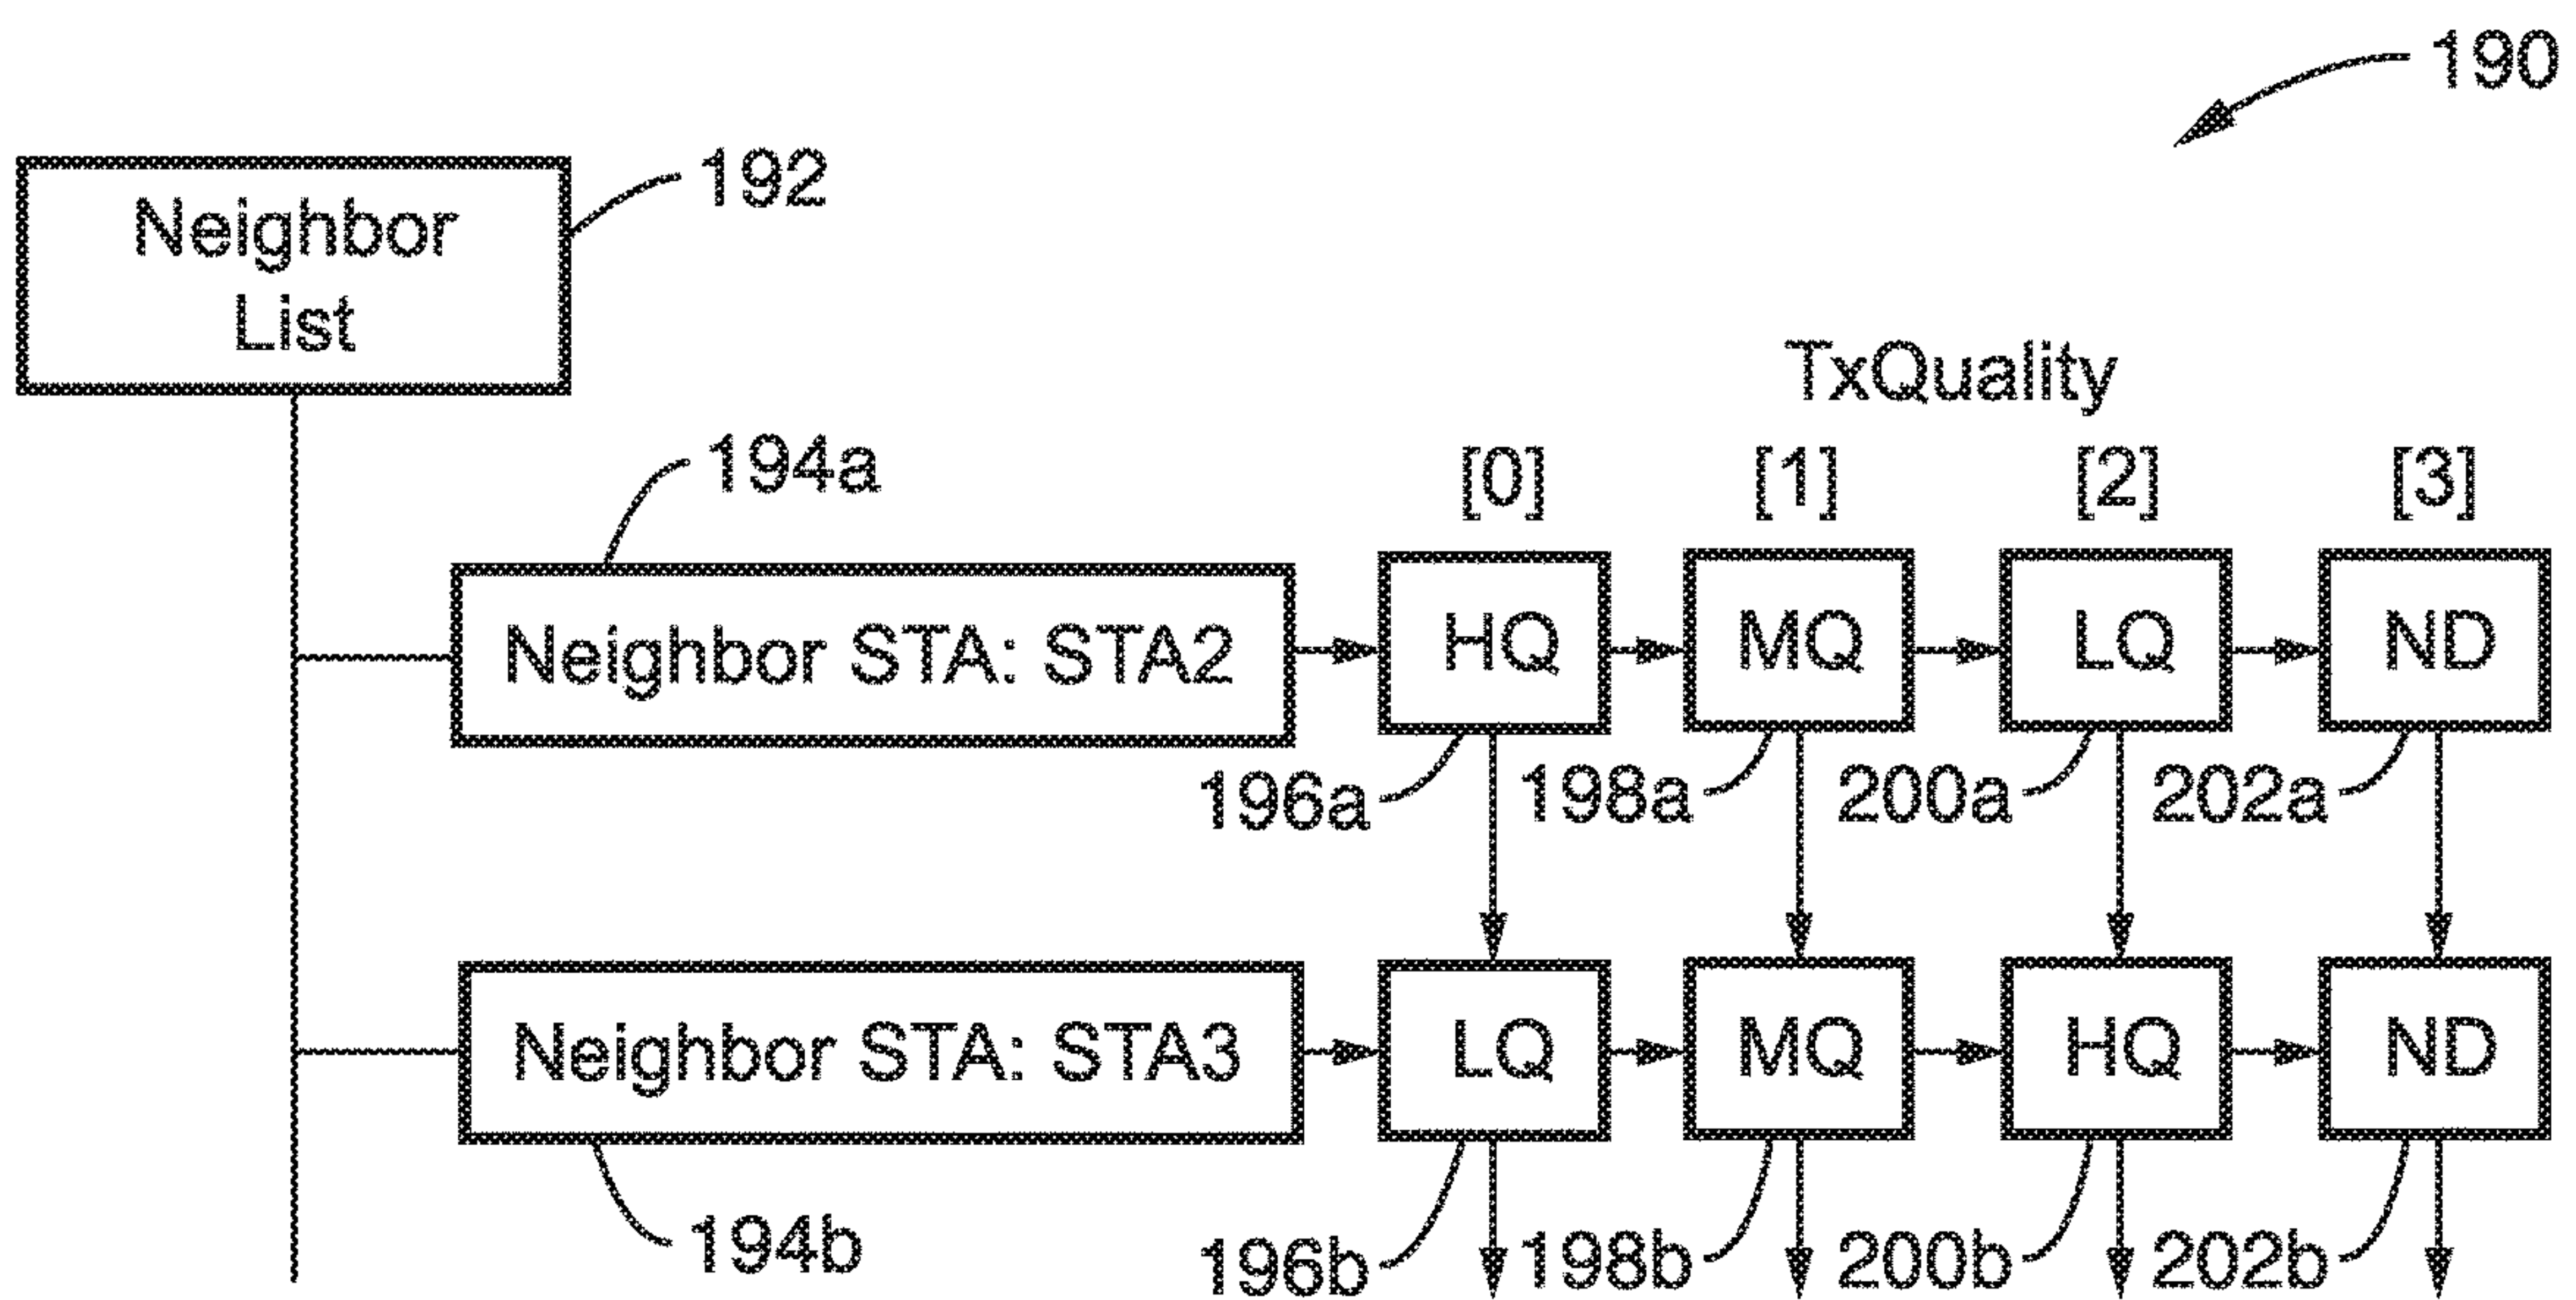 190
192
Neighbor
List
TxQuality
194a
[0] [1] [2] [3]
Neighbor STA: STA2 HQ MQ LQ ND
196a 198a 200a 202a
Neighbor STA: STA3 LQ MQ HQ ND
194b 196b 198b 200b 202b